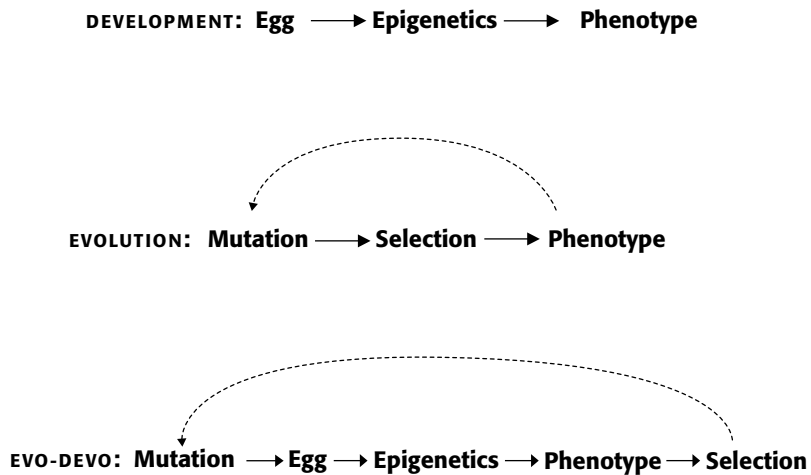 DEVELOPMENT: Egg Epigenetics Phenotype
EVOLUTION: Mutation Selection Phenotype
EVO-DEVO: Mutation Egg Epigenetics Phenotype Selection